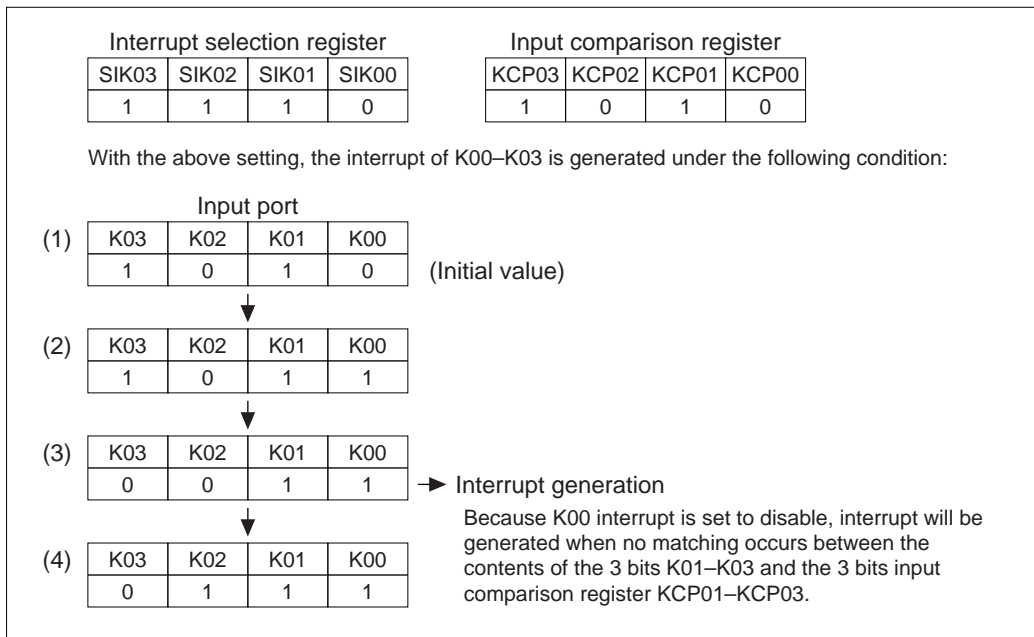 Interrupt selection register
SIK03 SIK02 SIK01 SIK00
1 1 1 0
Input comparison register
KCP03 KCP02 KCP01 KCP00
1 0 1 0
With the above setting, the interrupt of K00–K03 is generated under the following condition:
Input port
(1) K03 K02 K01 K00
1 0 1 0 (Initial value)
(2) K03 K02 K01 K00
1 0 1 1
(3) K03 K02 K01 K00
0 0 1 1 Interrupt generation
Because K00 interrupt is set to disable, interrupt will be
generated when no matching occurs between the
contents of the 3 bits K01–K03 and the 3 bits input
comparison register KCP01–KCP03.
(4) K03 K02 K01 K00
0 1 1 1